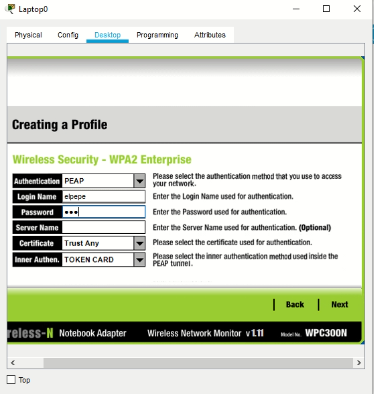 Laptop0
Physical Config Desktop Programming Attributes
Creating a Profile
Wireless Security - WPA2 Enterprise
Authentication PEAP Please select the authentication method that you use to access your network.
Login Name elpepe Enter the Login Name used for authentication.
Password ●●● Enter the Password used for authentication.
Server Name Enter the Server Name used for authentication. (Optional)
Certificate Trust Any Please select the certificate used for authentication.
Inner Authen. TOKEN CARD Please select the inner authentication method used inside the PEAP tunnel.
Back Next
reless-N Notebook Adapter Wireless Network Monitor v 1.11 Model No. WPC300N
Top